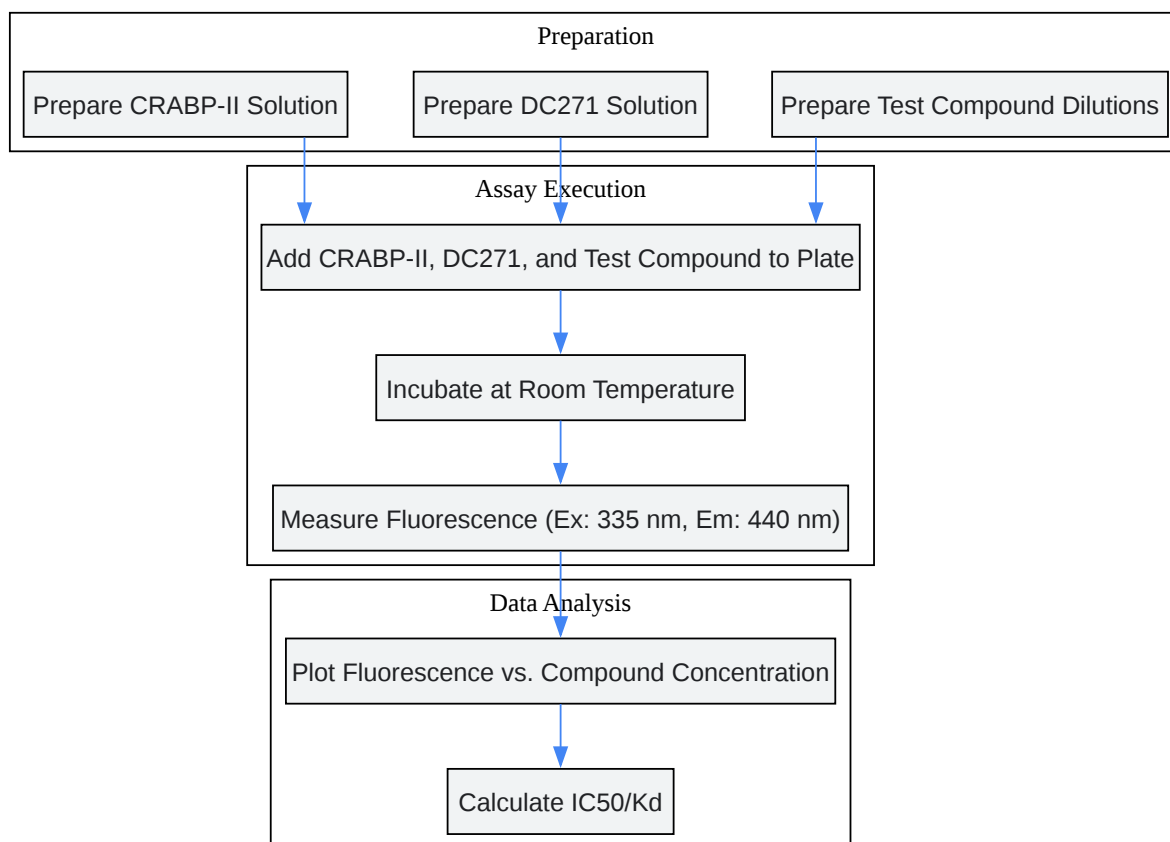 Preparation
Prepare CRABP-II Solution
Prepare DC271 Solution
Prepare Test Compound Dilutions
Assay Execution
Add CRABP-II, DC271, and Test Compound to Plate
Incubate at Room Temperature
Measure Fluorescence (Ex: 335 nm, Em: 440 nm)
Data Analysis
Plot Fluorescence vs. Compound Concentration
Calculate IC50/Kd